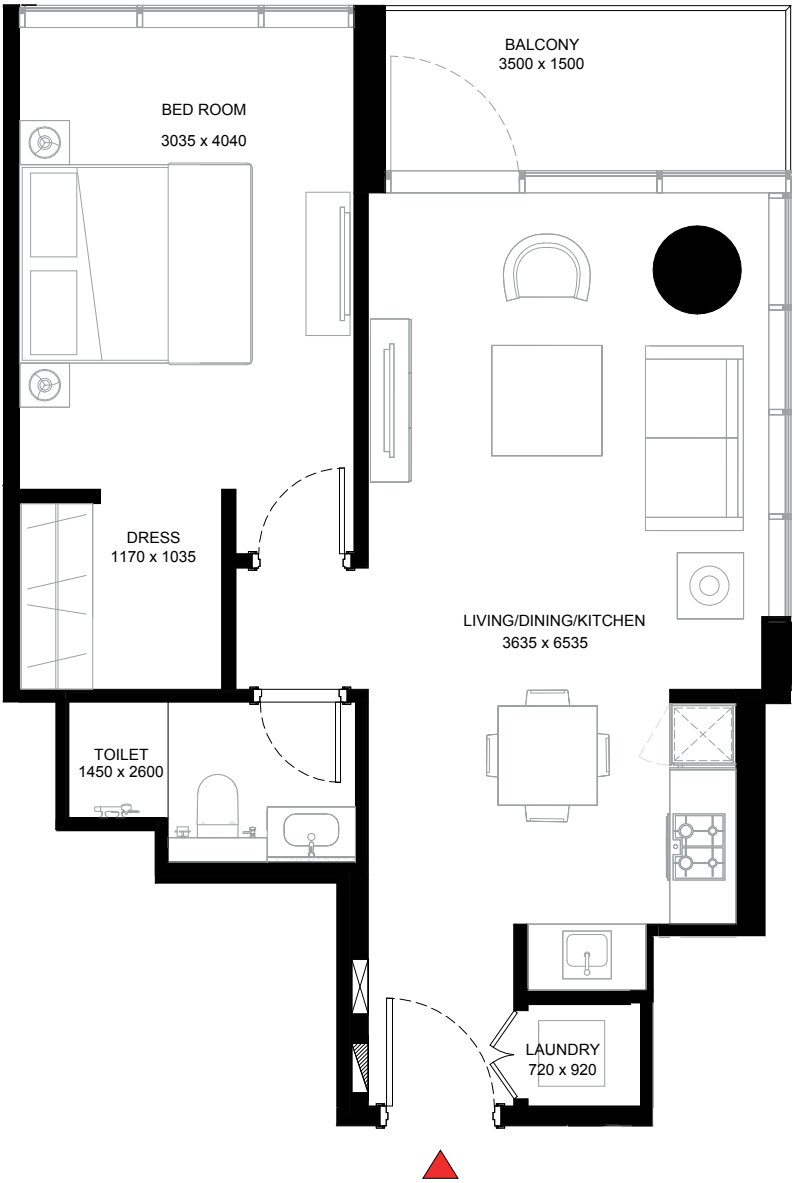 BALCONY
3500 x 1500
BED ROOM
3035 x 4040
DRESS
1170 x 1035
LIVING/DINING/KITCHEN
3635 x 6535
TOILET
1450 x 2600
LAUNDRY
720 x 920